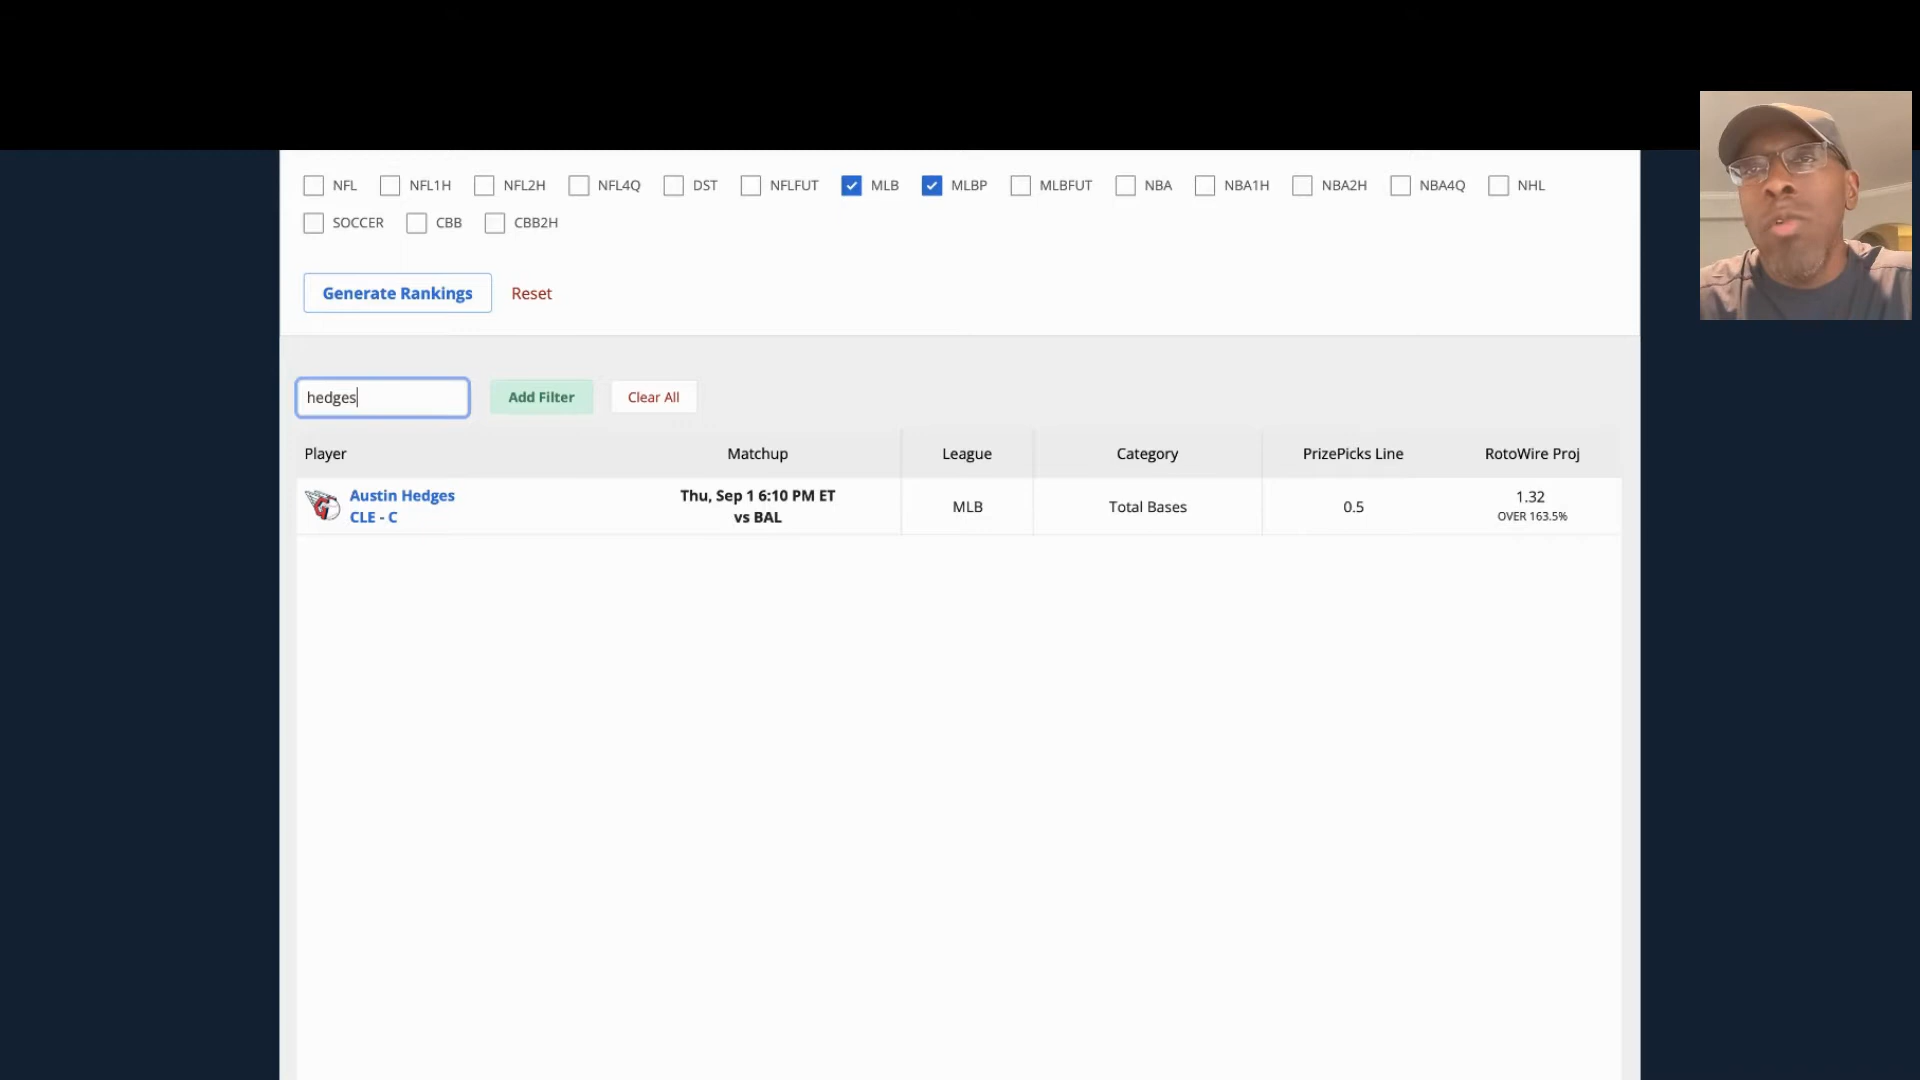 NFL NFL1H NFL2H NFL4Q DST NFLFUT MLB MLBP MLBFUT NBA NBA1H NBA2H NBA4Q NHL
SOCCER CBB CBB2H
Generate Rankings Reset
hedges Add Filter Clear All
Player Matchup League Category PrizePicks Line RotoWire Proj
Austin Hedges Thu, Sep 1 6:10 PM ET MLB Total Bases 0.5 1.32
CLE - C vs BAL OVER 163.5%